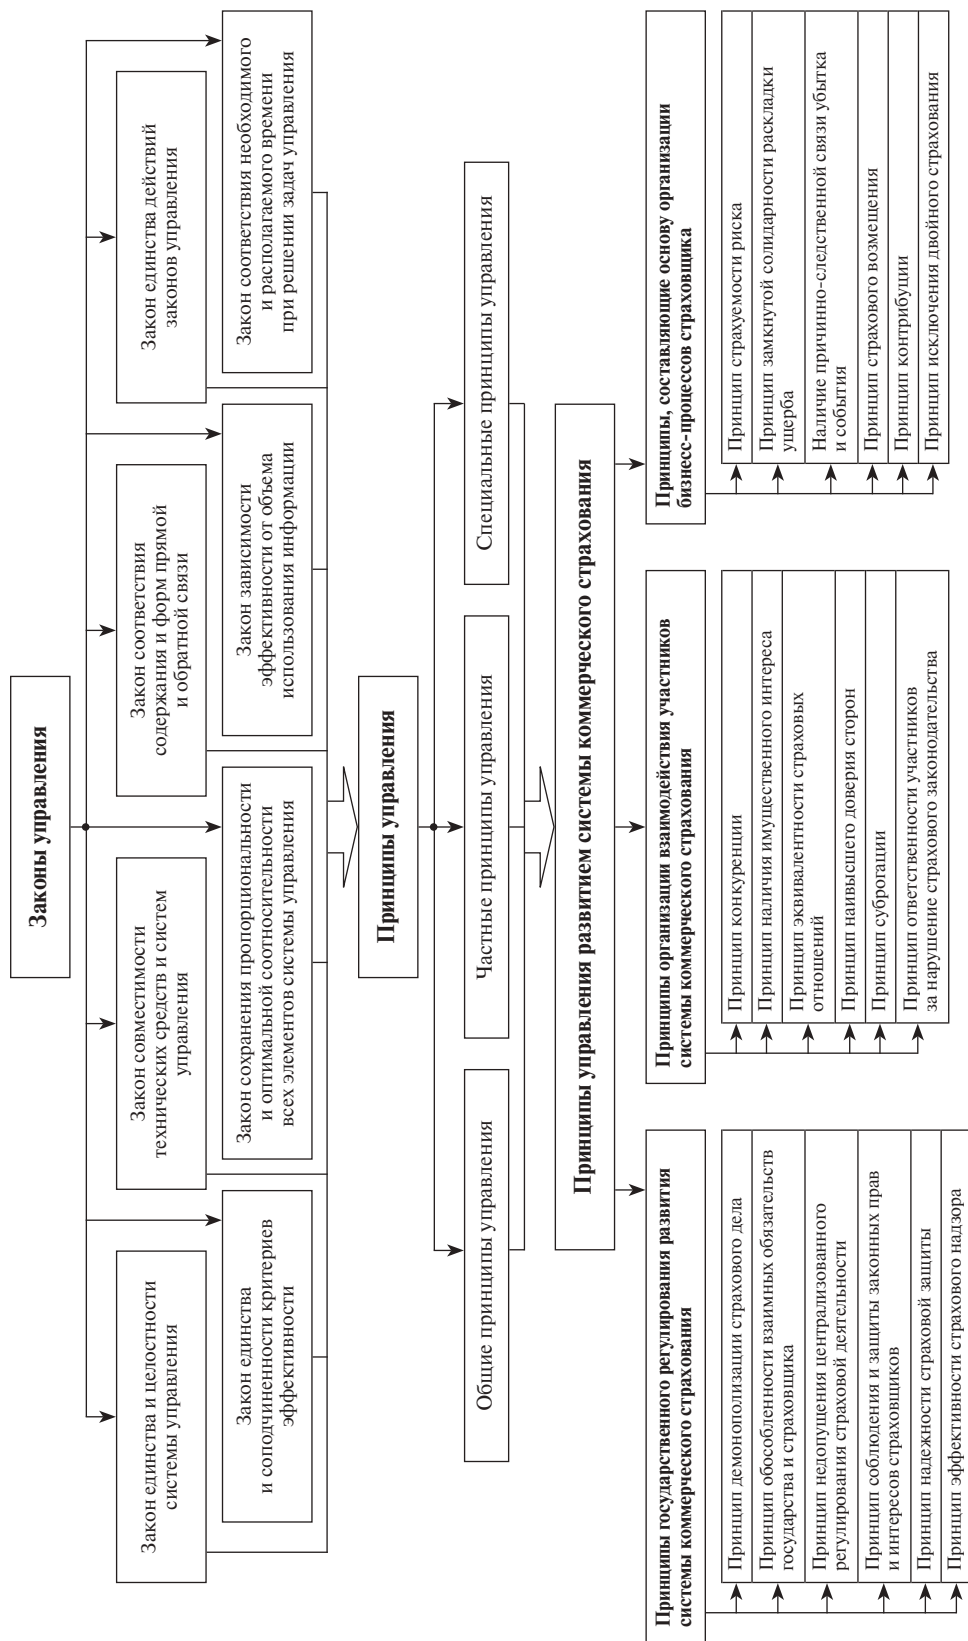 Законы управления
Закон единства и целостности
системы управления
Закон совместимости
технических средств и систем
управления
Закон соответствия
содержания и форм прямой
и обратной связи
Закон единства действий
законов управления
Закон единства
и соподчиненности критериев
эффективности
Закон сохранения пропорциональности
и оптимальной соотносительности
всех элементов системы управления
Закон зависимости
эффективности от объема
использования информации
Закон соответствия необходимого
и располагаемого времени
при решении задач управления
Принципы управления
Общие принципы управления
Частные принципы управления
Специальные принципы управления
Принципы управления развитием системы коммерческого страхования
Принципы государственного регулирования развития
системы коммерческого страхования
Принцип демонополизации страхового дела
Принцип обособленности взаимных обязательств
государства и страховщика
Принцип недопущения централизованного
регулирования страховой деятельности
Принцип соблюдения и защиты законных прав
и интересов страховщиков
Принцип надежности страховой защиты
Принцип эффективности страхового надзора
Принципы организации взаимодействия участников
системы коммерческого страхования
Принцип конкуренции
Принцип наличия имущественного интереса
Принцип эквивалентности страховых
отношений
Принцип наивысшего доверия сторон
Принцип суброгации
Принцип ответственности участников
за нарушение страхового законодательства
Принципы, составляющие основу организации
бизнес-процессов страховщика
Принцип страхуемости риска
Принцип замкнутой солидарности раскладки
ущерба
Наличие причинно-следственной связи убытка
и события
Принцип страхового возмещения
Принцип контрибуции
Принцип исключения двойного страхования